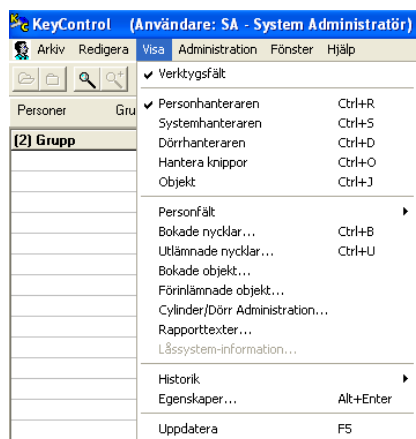 KeyControl (Användare: SA - System Administratör)
Arkiv Redigera Visa Administration Fönster Hjälp
Verktygsfält
Personer Gru
Personhanteraren Ctrl+R
Systemhanteraren Ctrl+S
(2) Grupp
Dörrhanteraren Ctrl+D
Hantera knippor Ctrl+O
Objekt Ctrl+J
Personfält
Bokade nycklar... Ctrl+B
Utlämnade nycklar... Ctrl+U
Bokade objekt...
Förinlämnade objekt...
Cylinder/Dörr Administration...
Rapporttexter...
Låssystem-information...
Historik
Egenskaper... Alt+Enter
Uppdatera F5